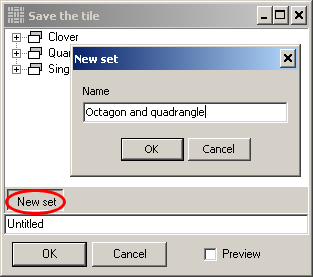 Save the tile
Clover
Qua
Sing
New set
Name
Octagon and quadrangle
OK
Cancel
New set
Untitled
OK
Cancel
Preview